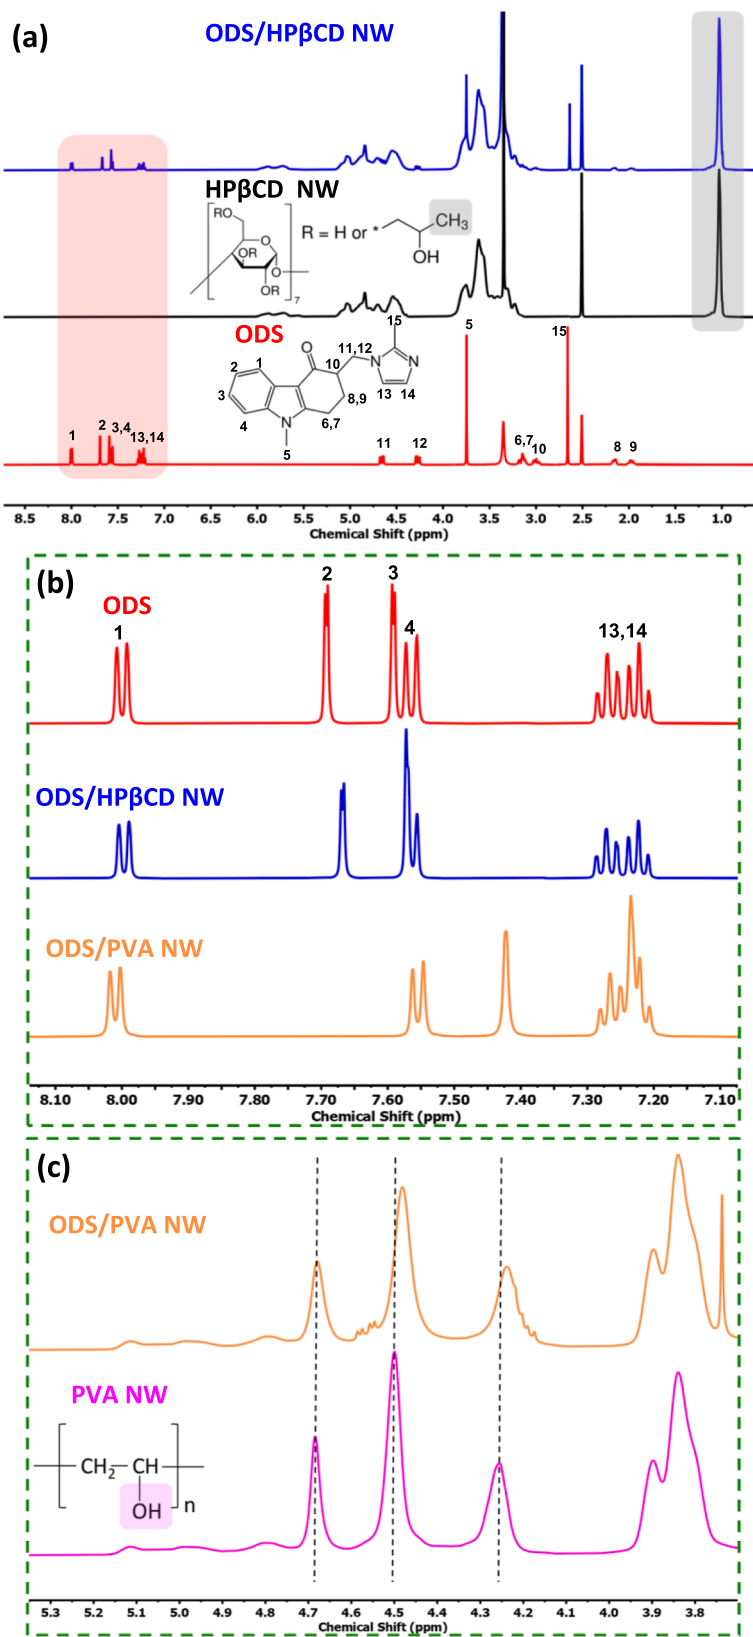 (a)
ODS/HPβCD NW
HPβCD NW
RO
O
OR
O
OR
7
R = H or *
CH3
OH
ODS
O
15
11,12
10
N
N
1
2
3
4
8,9
13
14
6,7
N
5
1
2
3,4
13,14
11
12
5
6,7
10
15
8
9
8.5 8.0 7.5 7.0 6.5 6.0 5.5 5.0 4.5 4.0 3.5 3.0 2.5 2.0 1.5 1.0
Chemical Shift (ppm)
(b)
ODS
1
2
3
4
13,14
ODS/HPβCD NW
ODS/PVA NW
8.10 8.00 7.90 7.80 7.70 7.60 7.50 7.40 7.30 7.20 7.10
Chemical Shift (ppm)
(c)
ODS/PVA NW
PVA NW
CH2 CH
OH
n
5.3 5.2 5.1 5.0 4.9 4.8 4.7 4.6 4.5 4.4 4.3 4.2 4.1 4.0 3.9 3.8
Chemical Shift (ppm)